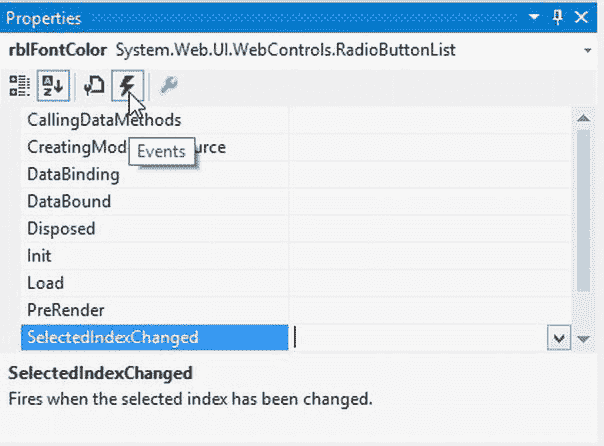 Properties
rblFontColor System.Web.UI.WebControls.RadioButtonList
CallingDataMethods
CreatingMod urce
Events
DataBinding
DataBound
Disposed
Init
Load
PreRender
SelectedIndexChanged
SelectedIndexChanged
Fires when the selected index has been changed.